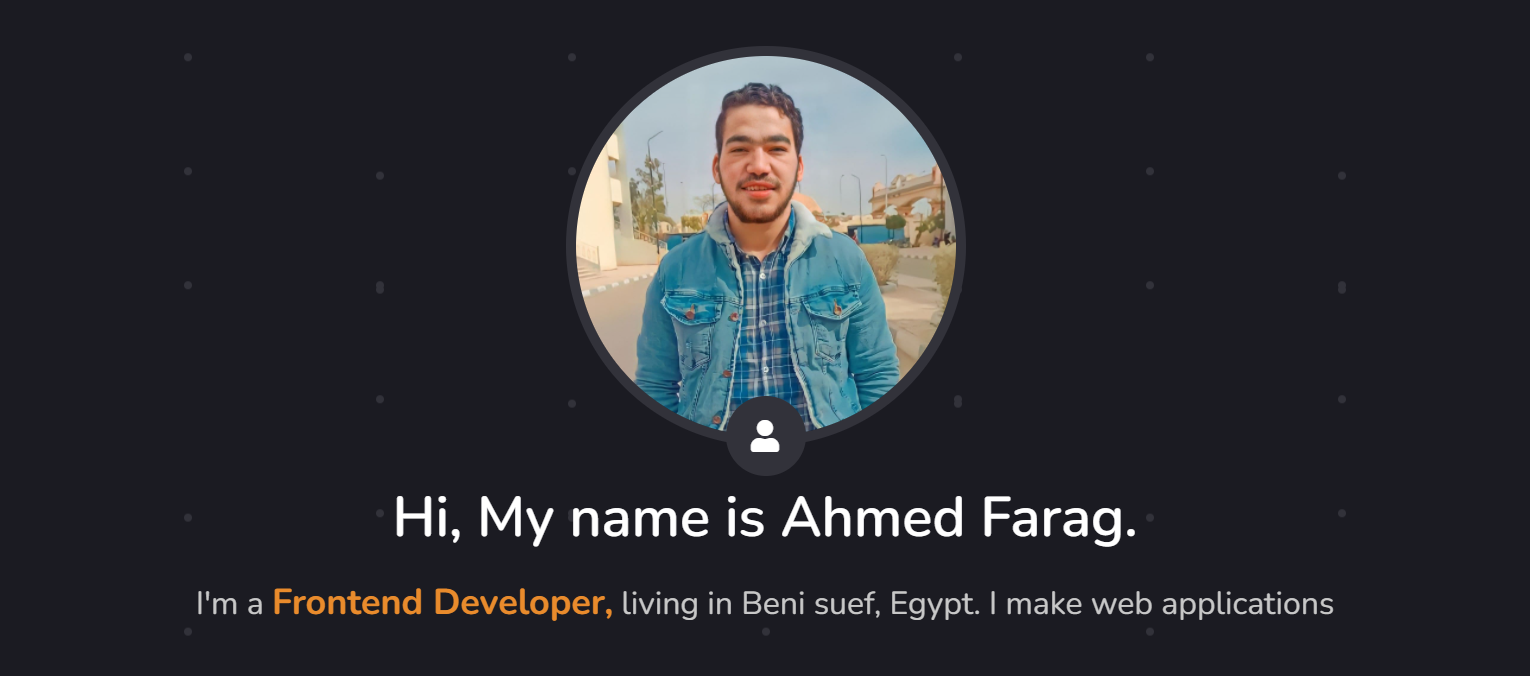 Hi, My name is Ahmed Farag.
I'm a Frontend Developer, living in Beni suef, Egypt. I make web applications